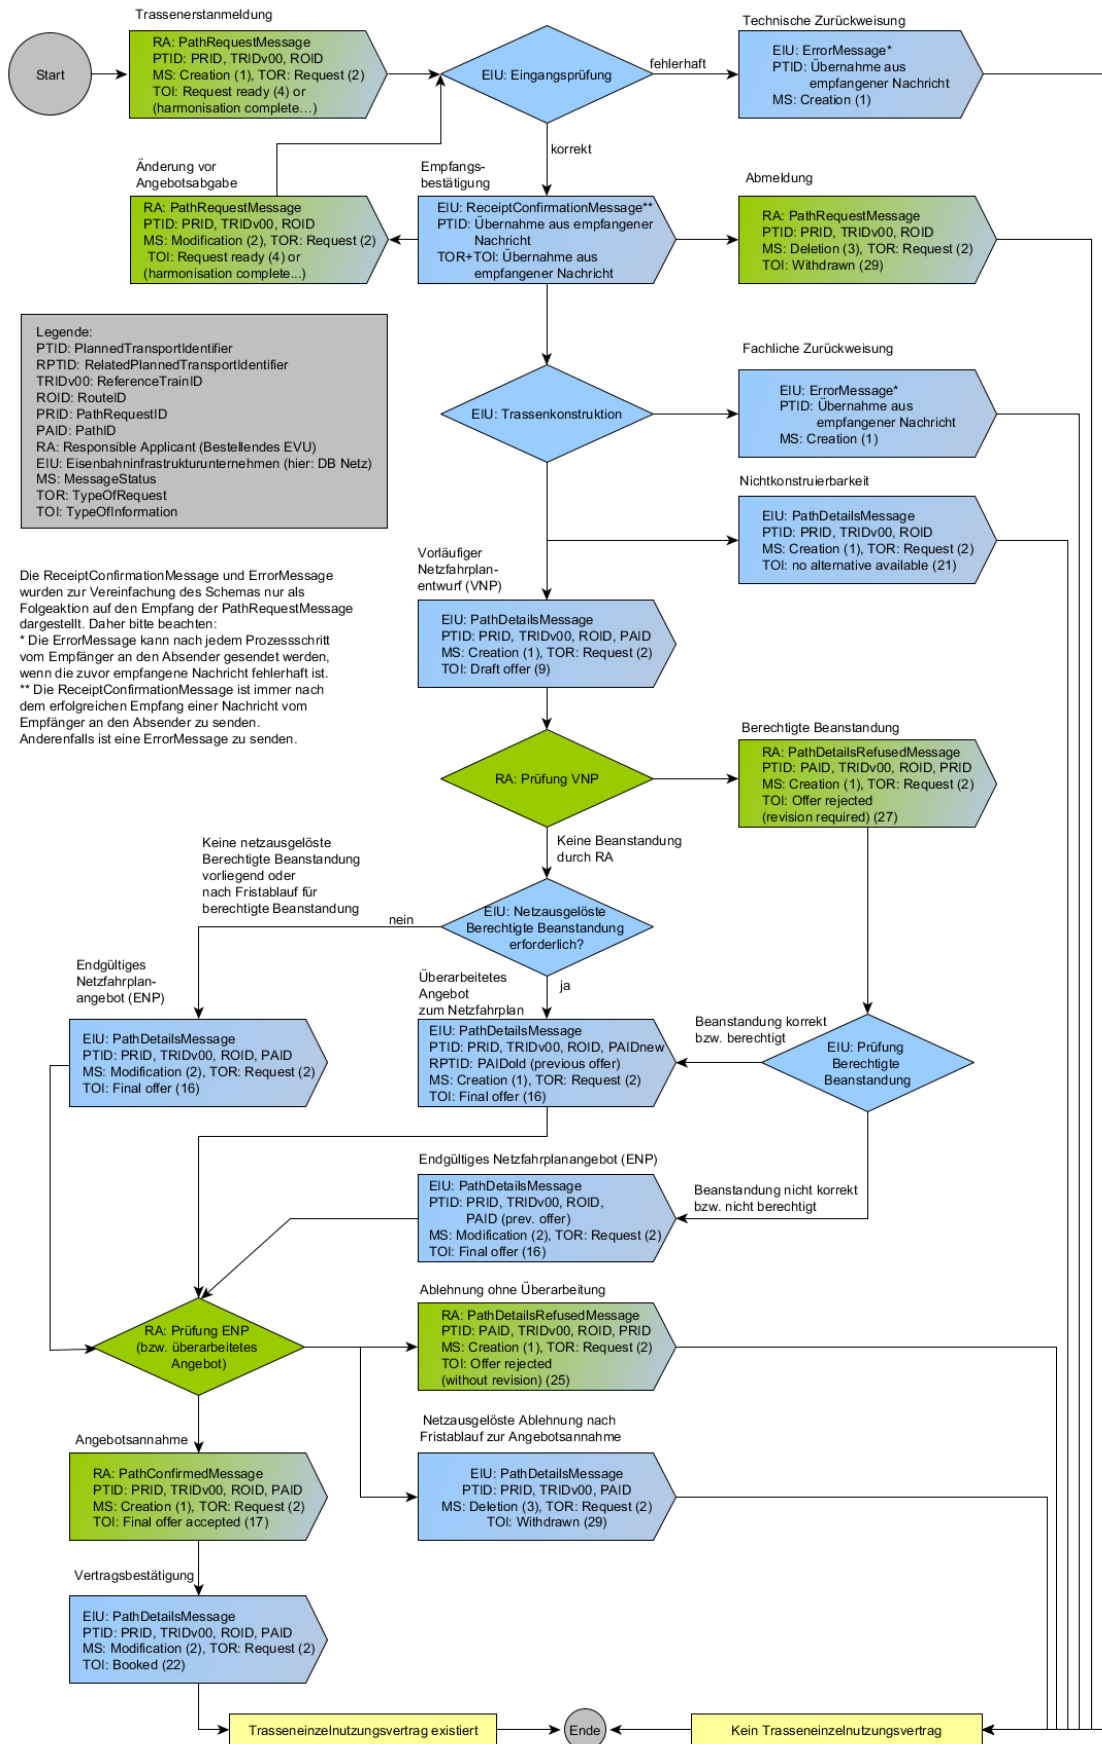 Trassenerstanmeldung
Start
RA: PathRequestMessage
PTID: PRID, TRIDv00, ROID
MS: Creation (1), TOR: Request (2)
TOI: Request ready (4) or
(harmonisation complete…)
EIU: Eingangsprüfung
fehlerhaft
Technische Zurückweisung
EIU: ErrorMessage*
PTID: Übernahme aus
empfangener Nachricht
MS: Creation (1)
korrekt
Änderung vor
Angebotsabgabe
RA: PathRequestMessage
PTID: PRID, TRIDv00, ROID
MS: Modification (2), TOR: Request (2)
TOI: Request ready (4) or
(harmonisation complete...)
Empfangs-
bestätigung
EIU: ReceiptConfirmationMessage**
PTID: Übernahme aus empfangener
Nachricht
TOR+TOI: Übernahme aus
empfangener Nachricht
Abmeldung
RA: PathRequestMessage
PTID: PRID, TRIDv00, ROID
MS: Deletion (3), TOR: Request (2)
TOI: Withdrawn (29)
Legende:
PTID: PlannedTransportIdentifier
RPTID: RelatedPlannedTransportIdentifier
TRIDv00: ReferenceTrainID
ROID: RouteID
PRID: PathRequestID
PAID: PathID
RA: Responsible Applicant (Bestellendes EVU)
EIU: Eisenbahninfrastrukturunternehmen (hier: DB Netz)
MS: MessageStatus
TOR: TypeOfRequest
TOI: TypeOfInformation
EIU: Trassenkonstruktion
Fachliche Zurückweisung
EIU: ErrorMessage*
PTID: Übernahme aus
empfangener Nachricht
MS: Creation (1)
Nichtkonstruierbarkeit
EIU: PathDetailsMessage
PTID: PRID, TRIDv00, ROID
MS: Creation (1), TOR: Request (2)
TOI: no alternative available (21)
Die ReceiptConfirmationMessage und ErrorMessage
wurden zur Vereinfachung des Schemas nur als
Folgeaktion auf den Empfang der PathRequestMessage
dargestellt. Daher bitte beachten:
* Die ErrorMessage kann nach jedem Prozessschritt
vom Empfänger an den Absender gesendet werden,
wenn die zuvor empfangene Nachricht fehlerhaft ist.
** Die ReceiptConfirmationMessage ist immer nach
dem erfolgreichen Empfang einer Nachricht vom
Empfänger an den Absender zu senden.
Anderenfalls ist eine ErrorMessage zu senden.
Vorläufiger
Netzfahrplan-
entwurf (VNP)
EIU: PathDetailsMessage
PTID: PRID, TRIDv00, ROID, PAID
MS: Creation (1), TOR: Request (2)
TOI: Draft offer (9)
RA: Prüfung VNP
Berechtigte Beanstandung
RA: PathDetailsRefusedMessage
PTID: PAID, TRIDv00, ROID, PRID
MS: Creation (1), TOR: Request (2)
TOI: Offer rejected
(revision required) (27)
Keine Beanstandung
durch RA
Keine netzausgelöste
Berechtigte Beanstandung
vorliegend oder
nach Fristablauf für
berechtigte Beanstandung
nein
EIU: Netzausgelöste
Berechtigte Beanstandung
erforderlich?
ja
Endgültiges
Netzfahrplan-
angebot (ENP)
EIU: PathDetailsMessage
PTID: PRID, TRIDv00, ROID, PAID
MS: Modification (2), TOR: Request (2)
TOI: Final offer (16)
Überarbeitetes
Angebot
zum Netzfahrplan
EIU: PathDetailsMessage
PTID: PRID, TRIDv00, ROID, PAIDnew
RPTID: PAIDold (previous offer)
MS: Creation (1), TOR: Request (2)
TOI: Final offer (16)
Beanstandung korrekt
bzw. berechtigt
EIU: Prüfung
Berechtigte
Beanstandung
Beanstandung nicht korrekt
bzw. nicht berechtigt
Endgültiges Netzfahrplanangebot (ENP)
EIU: PathDetailsMessage
PTID: PRID, TRIDv00, ROID,
PAID (prev. offer)
MS: Modification (2), TOR: Request (2)
TOI: Final offer (16)
RA: Prüfung ENP
(bzw. überarbeitetes
Angebot)
Ablehnung ohne Überarbeitung
RA: PathDetailsRefusedMessage
PTID: PAID, TRIDv00, ROID, PRID
MS: Creation (1), TOR: Request (2)
TOI: Offer rejected
(without revision) (25)
Netzausgelöste Ablehnung nach
Fristablauf zur Angebotsannahme
EIU: PathDetailsMessage
PTID: PRID, TRIDv00, PAID
MS: Deletion (3), TOR: Request (2)
TOI: Withdrawn (29)
Angebotsannahme
RA: PathConfirmedMessage
PTID: PRID, TRIDv00, ROID, PAID
MS: Creation (1), TOR: Request (2)
TOI: Final offer accepted (17)
Vertragsbestätigung
EIU: PathDetailsMessage
PTID: PRID, TRIDv00, ROID, PAID
MS: Modification (2), TOR: Request (2)
TOI: Booked (22)
Trasseneinzelnutzungsvertrag existiert
Ende
Kein Trasseneinzelnutzungsvertrag